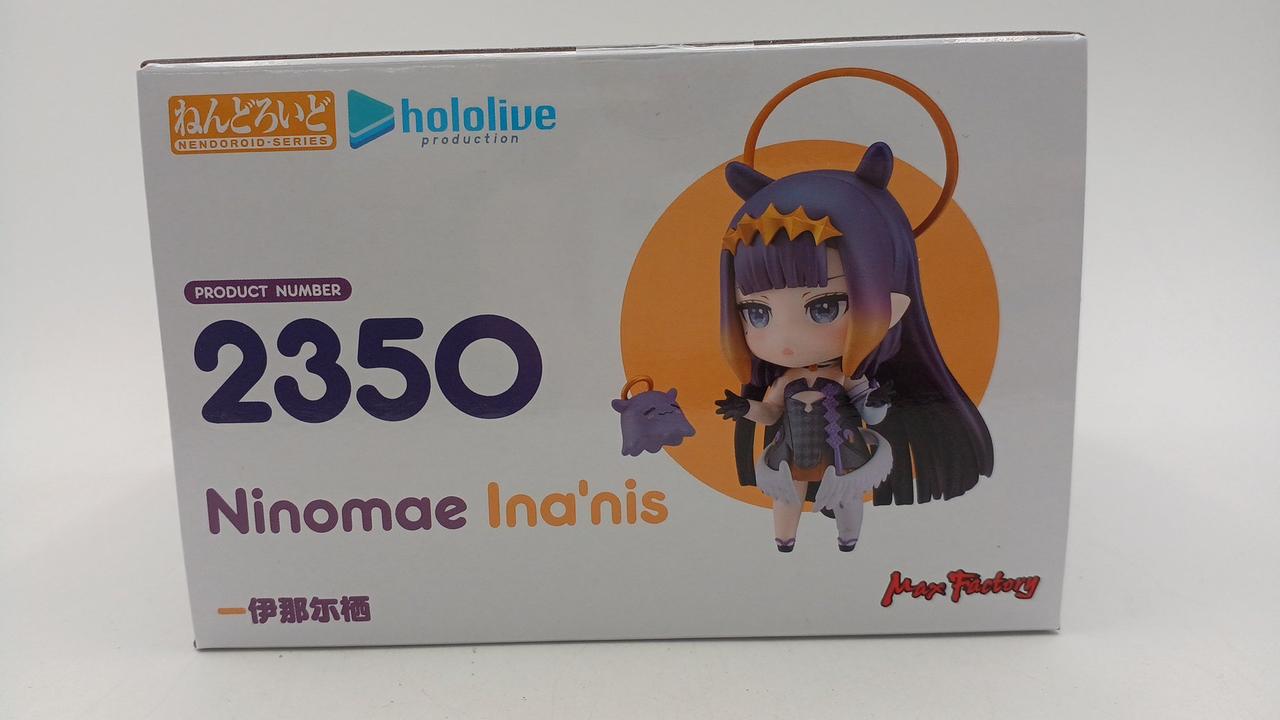 ねんどろいど
NENDOROID-SERIES
hololive
production
PRODUCT NUMBER
2350
Ninomae Ina'nis
一伊那尔栖
Max Factory